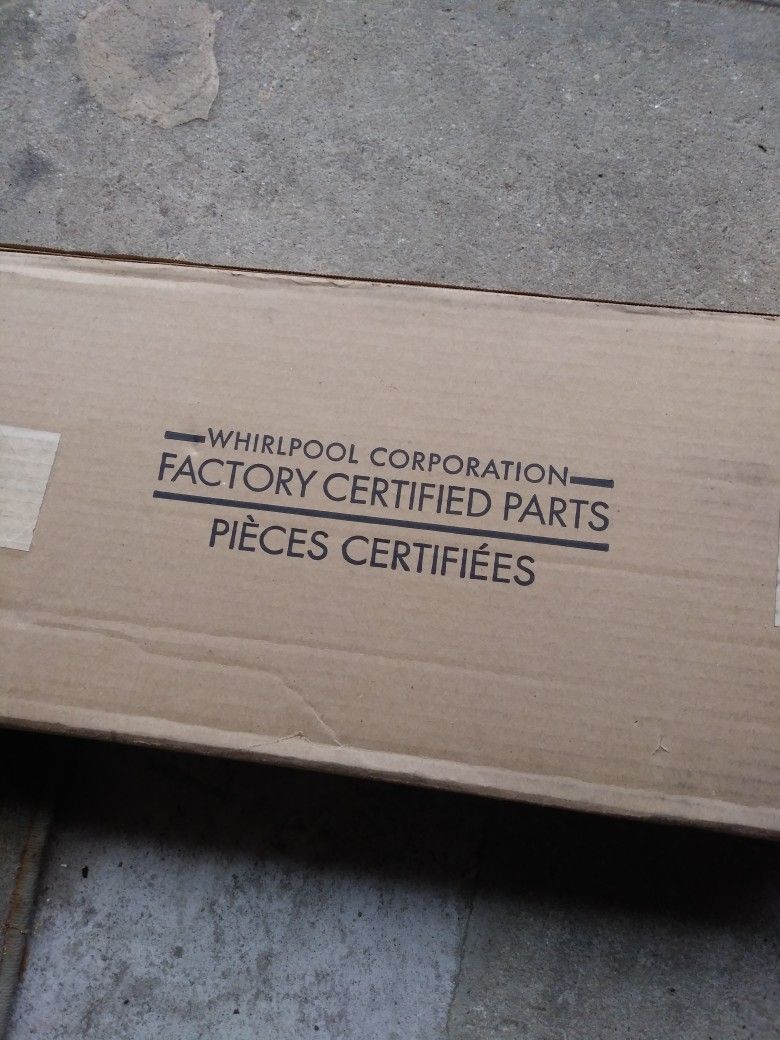 WHIRLPOOL CORPORATION
FACTORY CERTIFIED PARTS
PIÈCES CERTIFIÉES